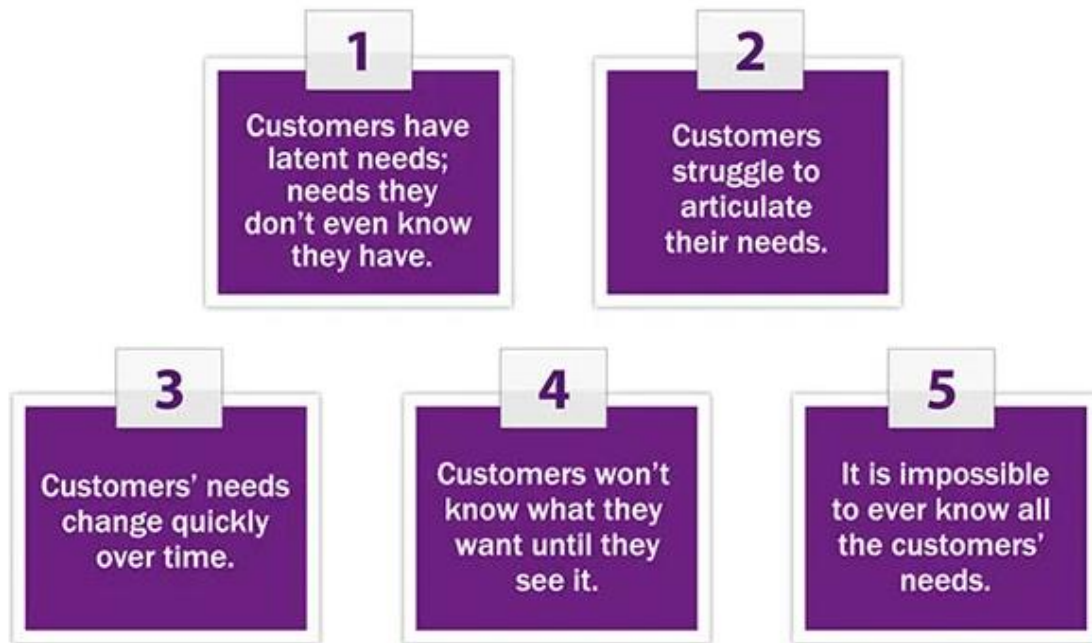 1
Customers have
latent needs;
needs they
don't even know
they have.
2
Customers
struggle to
articulate
their needs.
3
Customers' needs
change quickly
over time.
4
Customers won't
know what they
want until they
see it.
5
It is impossible
to ever know all
the customers'
needs.